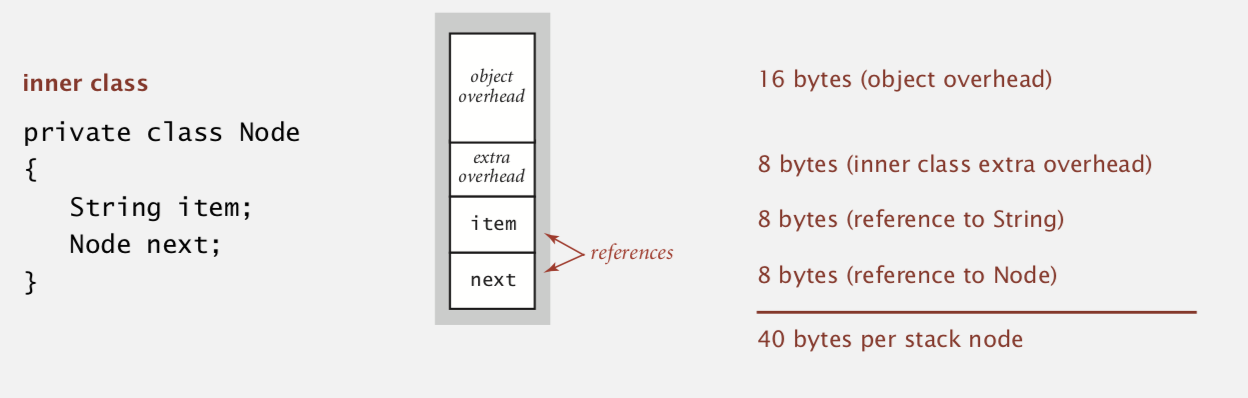 inner class
private class Node
{
   String item;
   Node next;
}
object
overhead
extra
overhead
item
next
references
16 bytes (object overhead)
8 bytes (inner class extra overhead)
8 bytes (reference to String)
8 bytes (reference to Node)
40 bytes per stack node